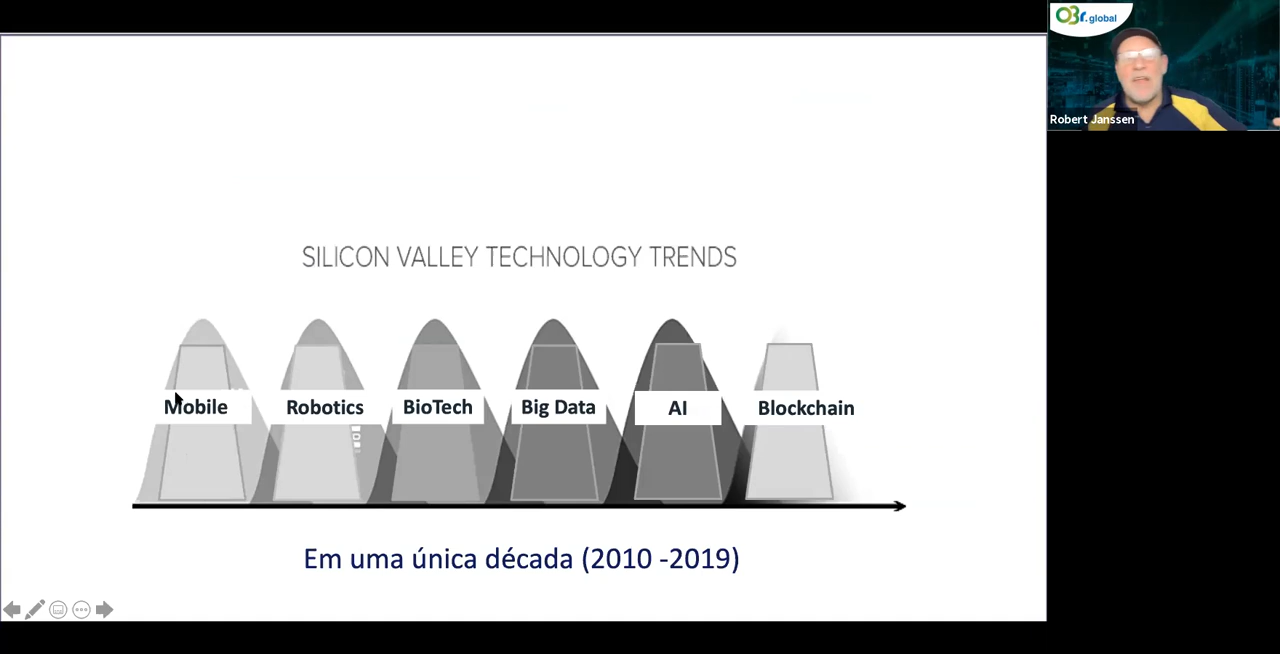 OBr.global
Robert Janssen
SILICON VALLEY TECHNOLOGY TRENDS
Mobile
Robotics
BioTech
Big Data
AI
Blockchain
Em uma única década (2010 -2019)